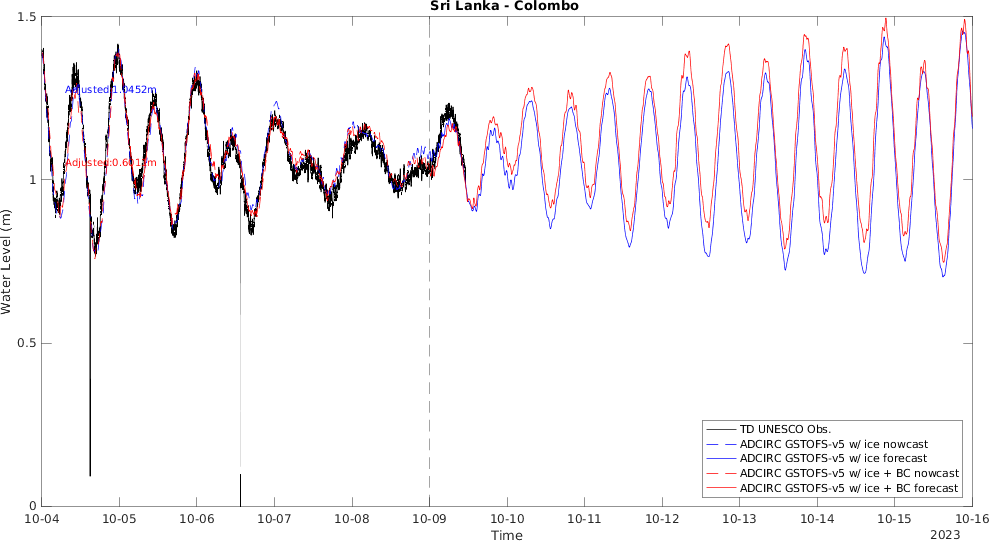 Sri Lanka - Colombo
Water Level (m)
1.5
1
0.5
0
Adjusted:1.0452m
10-04
10-05
10-06
10-07
10-08
10-09
10-10
10-11
10-12
10-13
10-14
10-15
10-16
Time
2023
TD UNESCO Obs.
ADCIRC GSTOFS-v5 w/ ice nowcast
ADCIRC GSTOFS-v5 w/ ice forecast
ADCIRC GSTOFS-v5 w/ ice + BC nowcast
ADCIRC GSTOFS-v5 w/ ice + BC forecast